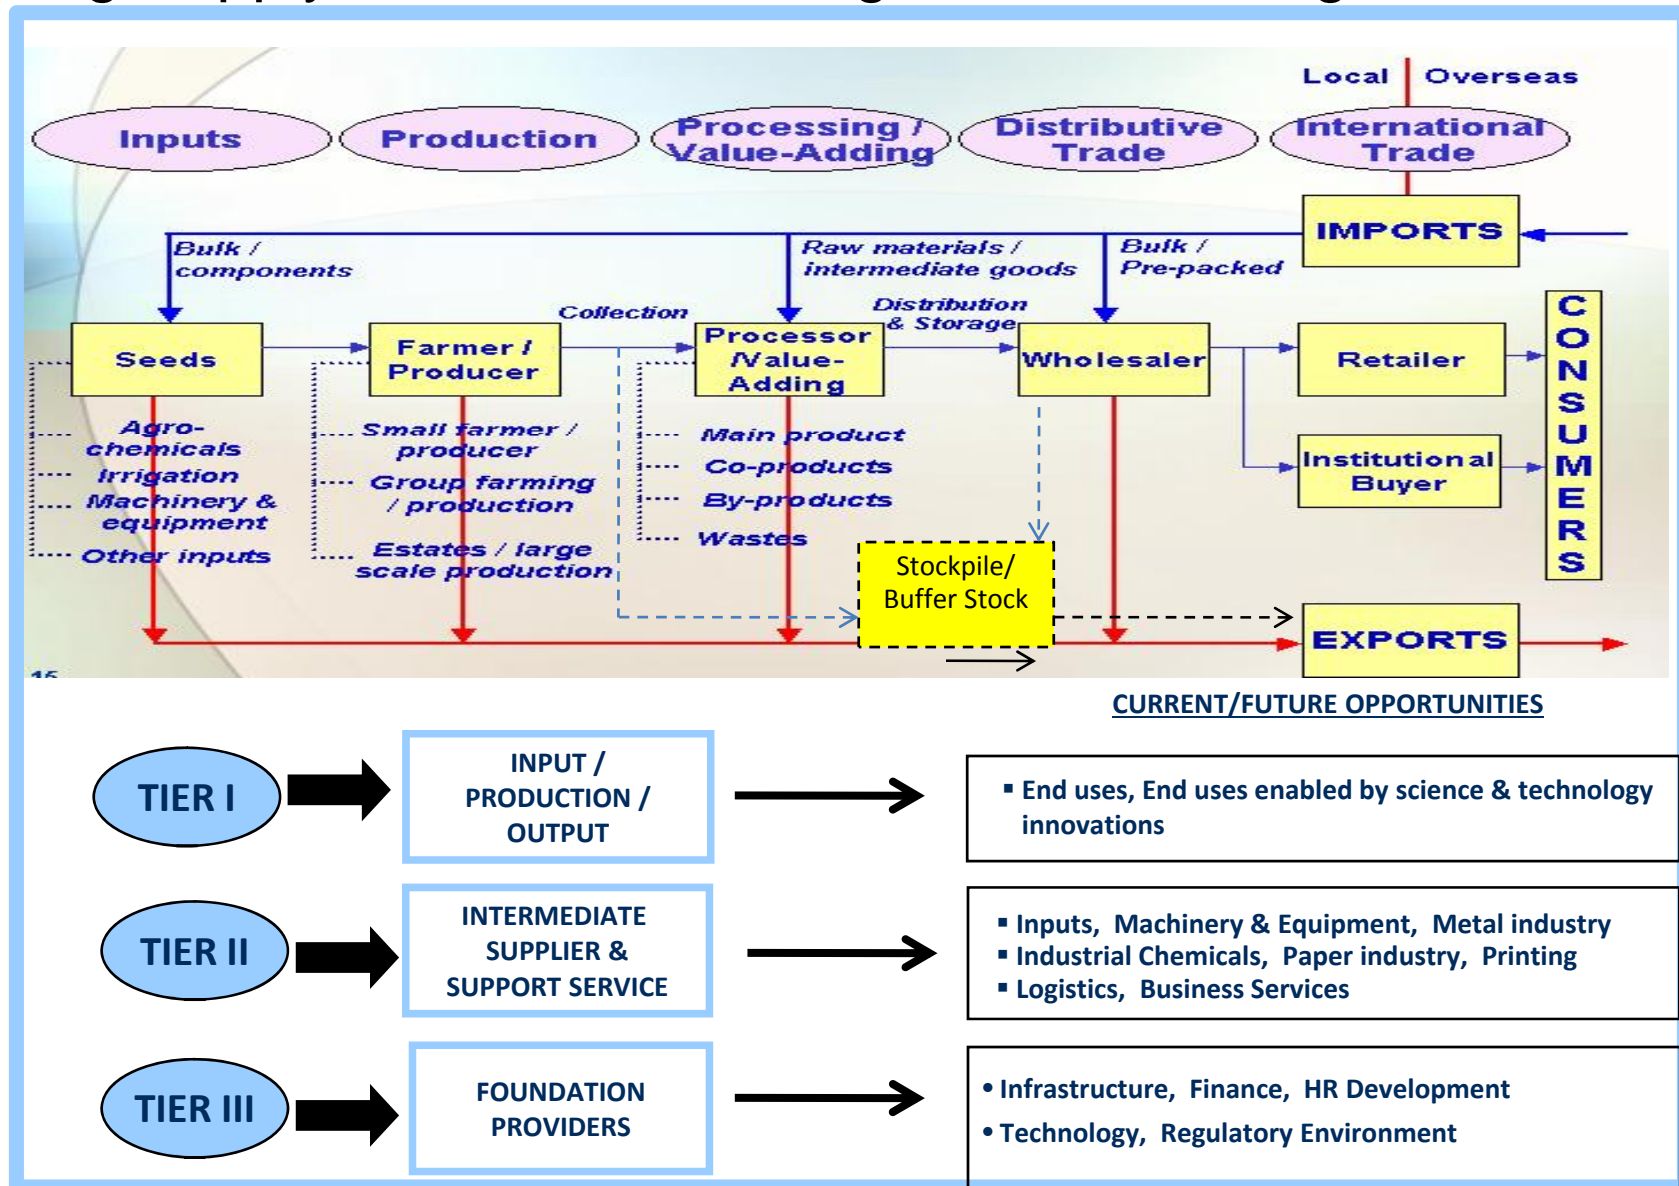 Local Overseas
Inputs
Production
Processing /
Value-Adding
Distributive
Trade
International
Trade
IMPORTS
Bulk /
components
Raw materials /
intermediate goods
Bulk /
Pre-packed
Collection
Distribution
& Storage
Seeds
Farmer /
Producer
Processor
/Value-
Adding
Wholesaler
Retailer
Institutional
Buyer
CONSUMERS
Agro-
chemicals
Irrigation
Machinery &
equipment
Other inputs
Small farmer /
producer
Group farming
/ production
Estates / large
scale production
Main product
Co-products
By-products
Wastes
Stockpile/
Buffer Stock
EXPORTS
CURRENT/FUTURE OPPORTUNITIES
TIER I
INPUT /
PRODUCTION /
OUTPUT
▪ End uses, End uses enabled by science & technology
innovations
TIER II
INTERMEDIATE
SUPPLIER &
SUPPORT SERVICE
▪ Inputs, Machinery & Equipment, Metal industry
▪ Industrial Chemicals, Paper industry, Printing
▪ Logistics, Business Services
TIER III
FOUNDATION
PROVIDERS
• Infrastructure, Finance, HR Development
• Technology, Regulatory Environment